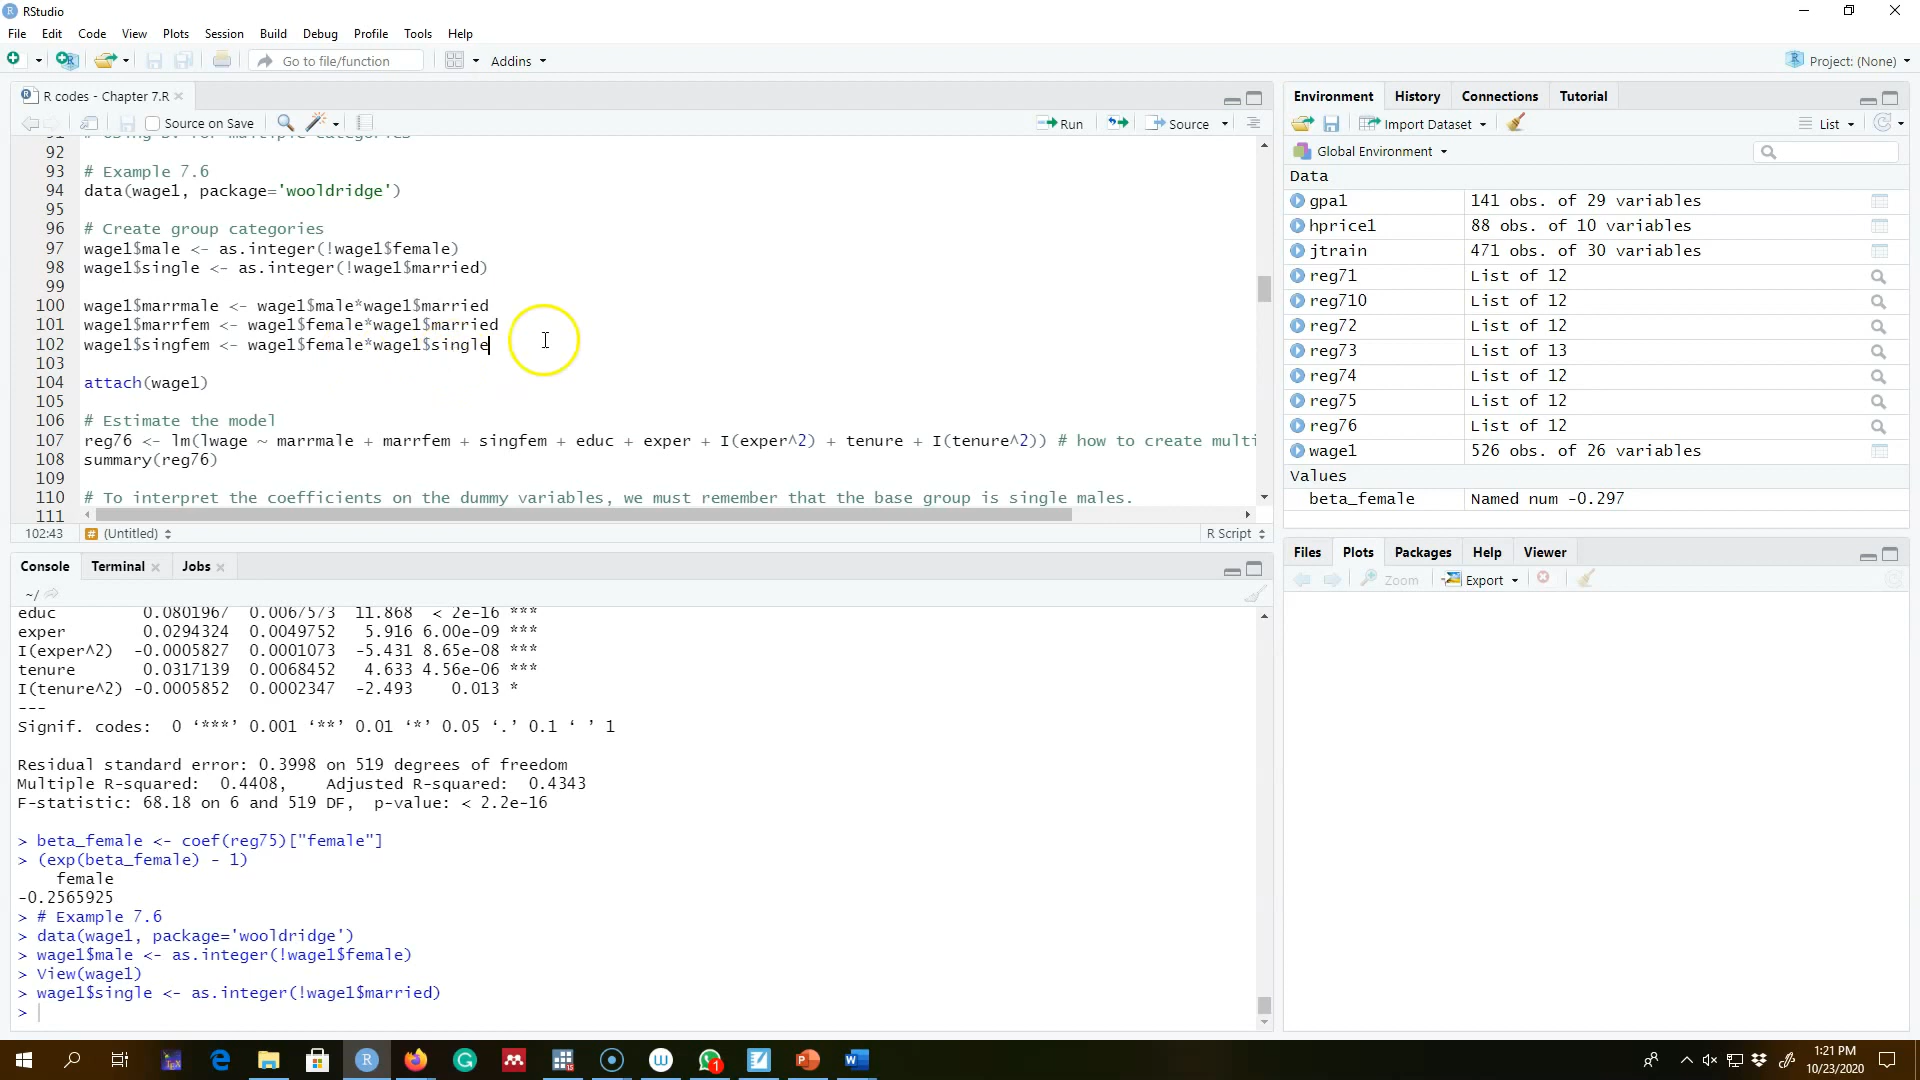 RStudio
File Edit Code View Plots Session Build Debug Profile Tools Help
Go to file/function Addins Project: (None)
R codes - Chapter 7.R
Source on Save Run Source
92
93 # Example 7.6
94 data(wage1, package='wooldridge')
95
96 # Create group categories
97 wage1$male <- as.integer(!wage1$female)
98 wage1$single <- as.integer(!wage1$married)
99
100 wage1$marrmale <- wage1$male*wage1$married
101 wage1$marrfem <- wage1$female*wage1$married
102 wage1$singfem <- wage1$female*wage1$single
103
104 attach(wage1)
105
106 # Estimate the model
107 reg76 <- lm(lwage ~ marrmale + marrfem + singfem + educ + exper + I(exper^2) + tenure + I(tenure^2)) # how to create multi
108 summary(reg76)
109
110 # To interpret the coefficients on the dummy variables, we must remember that the base group is single males.
111
102:43 # (Untitled) R Script
Console Terminal Jobs
~/
educ 0.0801967 0.0067573 11.868 < 2e-16 ***
exper 0.0294324 0.0049752 5.916 6.00e-09 ***
I(exper^2) -0.0005827 0.0001073 -5.431 8.65e-08 ***
tenure 0.0317139 0.0068452 4.633 4.56e-06 ***
I(tenure^2) -0.0005852 0.0002347 -2.493 0.013 *
---
Signif. codes: 0 ‘***’ 0.001 ‘**’ 0.01 ‘*’ 0.05 ‘.’ 0.1 ‘ ’ 1
Residual standard error: 0.3998 on 519 degrees of freedom
Multiple R-squared: 0.4408, Adjusted R-squared: 0.4343
F-statistic: 68.18 on 6 and 519 DF, p-value: < 2.2e-16
> beta_female <- coef(reg75)["female"]
> (exp(beta_female) - 1)
female
-0.2565925
> # Example 7.6
> data(wage1, package='wooldridge')
> wage1$male <- as.integer(!wage1$female)
> View(wage1)
> wage1$single <- as.integer(!wage1$married)
>
Environment History Connections Tutorial
Import Dataset List
Global Environment
Data
gpa1 141 obs. of 29 variables
hprice1 88 obs. of 10 variables
jtrain 471 obs. of 30 variables
reg71 List of 12
reg710 List of 12
reg72 List of 12
reg73 List of 13
reg74 List of 12
reg75 List of 12
reg76 List of 12
wage1 526 obs. of 26 variables
Values
beta_female Named num -0.297
Files Plots Packages Help Viewer
Zoom Export
1:21 PM
10/23/2020